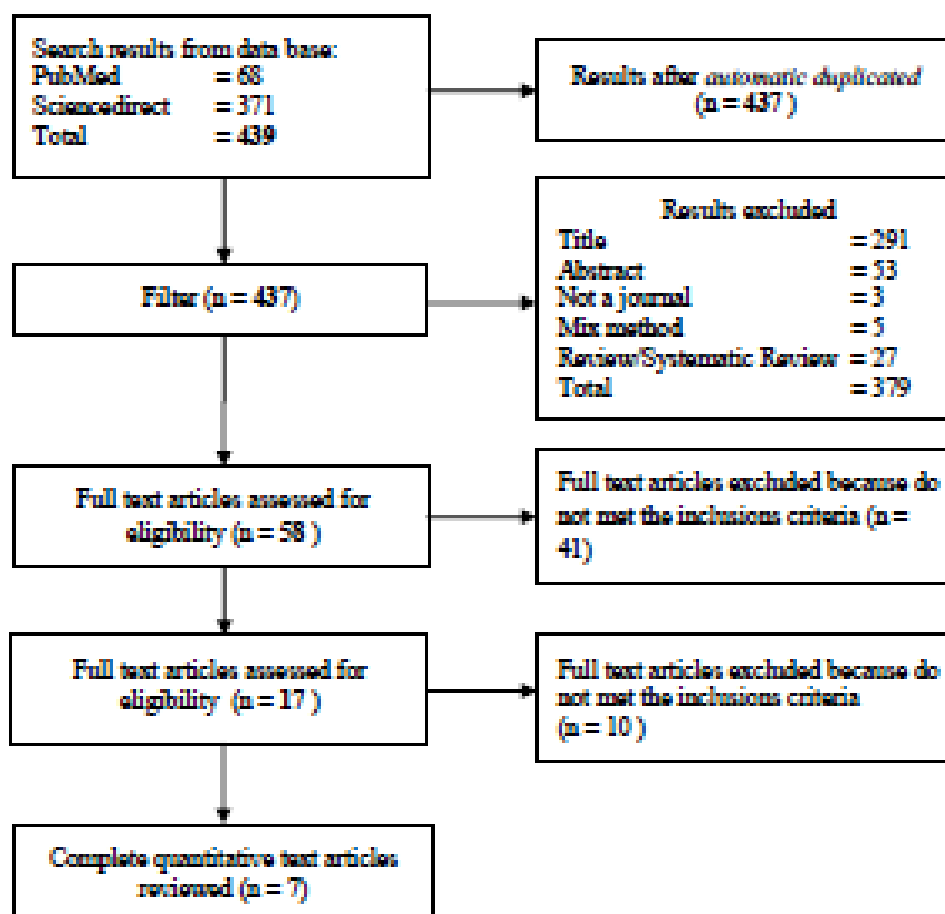 Search results from data base:
PubMed = 68
Sciencedirect = 371
Total = 439
Results after automatic duplicated
(n = 437 )
Filter (n = 437)
Results excluded
Title = 291
Abstract = 53
Not a journal = 3
Mix method = 5
Review/Systematic Review = 27
Total = 379
Full text articles assessed for
eligibility (n = 58 )
Full text articles excluded because do
not met the inclusions criteria (n =
41)
Full text articles assessed for
eligibility (n = 17 )
Full text articles excluded because do
not met the inclusions criteria
(n = 10 )
Complete quantitative text articles
reviewed (n = 7)